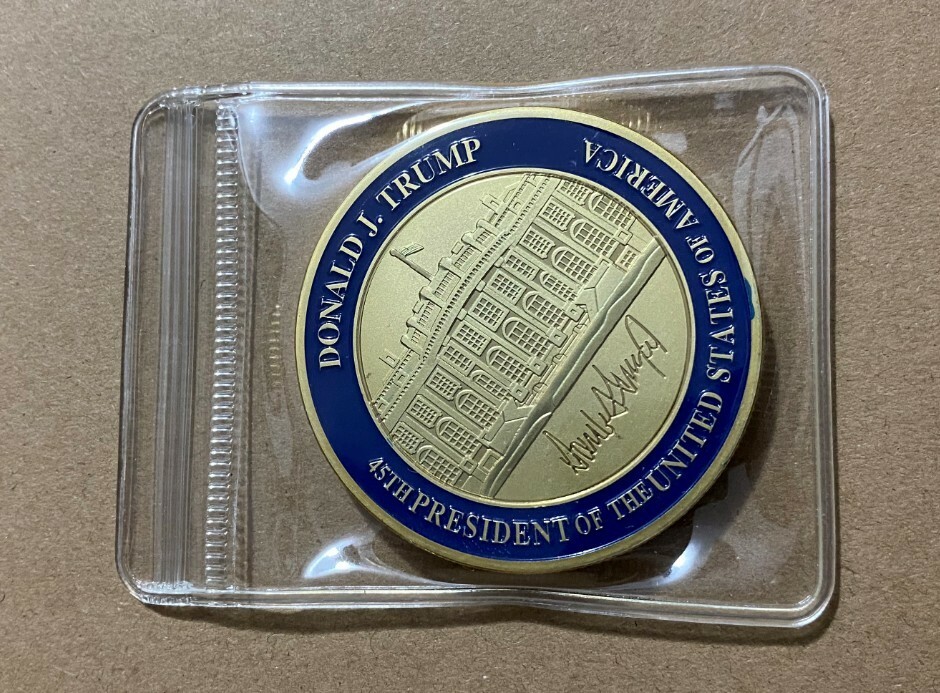 DONALD J. TRUMP
45TH PRESIDENT OF THE UNITED STATES OF AMERICA